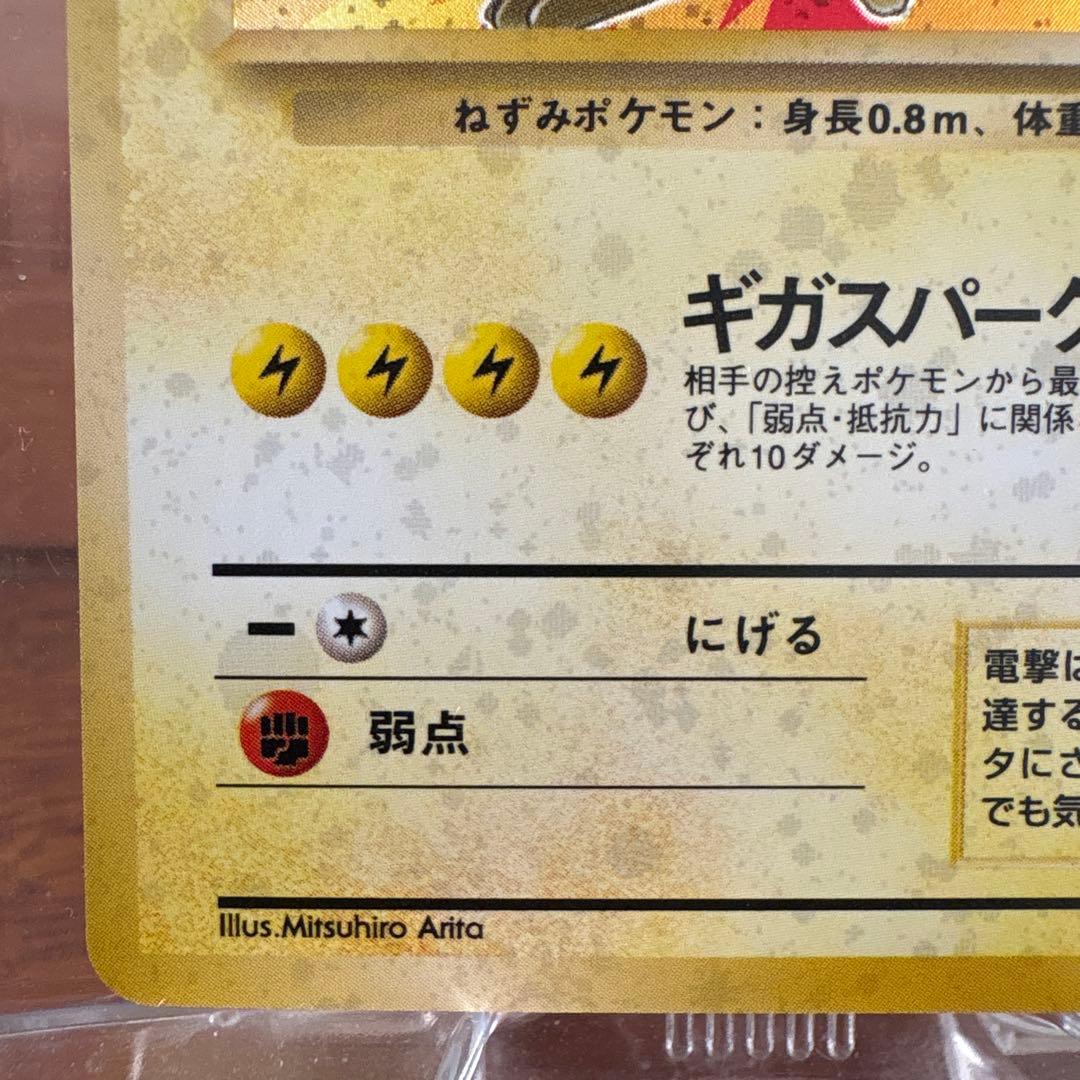 ねずみポケモン：身長0.8m、体重
ギガスパーク
相手の控えポケモンから最
び、「弱点・抵抗力」に関係
ぞれ10ダメージ。
ー にげる
弱点
電撃は
達する
タにさ
でも気
Illus.Mitsuhiro Arita